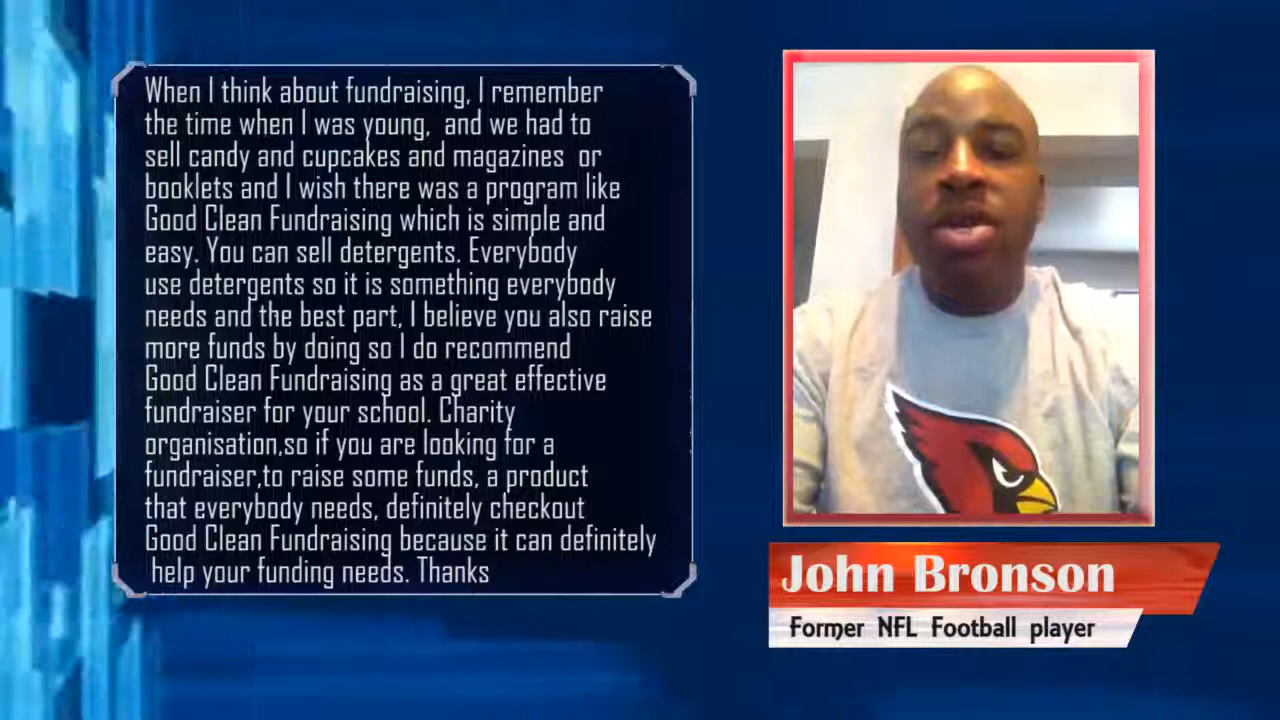 When I think about fundraising, I remember
the time when I was young, and we had to
sell candy and cupcakes and magazines or
booklets and I wish there was a program like
Good Clean Fundraising which is simple and
easy. You can sell detergents. Everybody
use detergents so it is something everybody
needs and the best part, I believe you also raise
more funds by doing so I do recommend
Good Clean Fundraising as a great effective
fundraiser for your school. Charity
organisation,so if you are looking for a
fundraiser,to raise some funds, a product
that everybody needs, definitely checkout
Good Clean Fundraising because it can definitely
help your funding needs. Thanks
John Bronson
Former NFL Football player